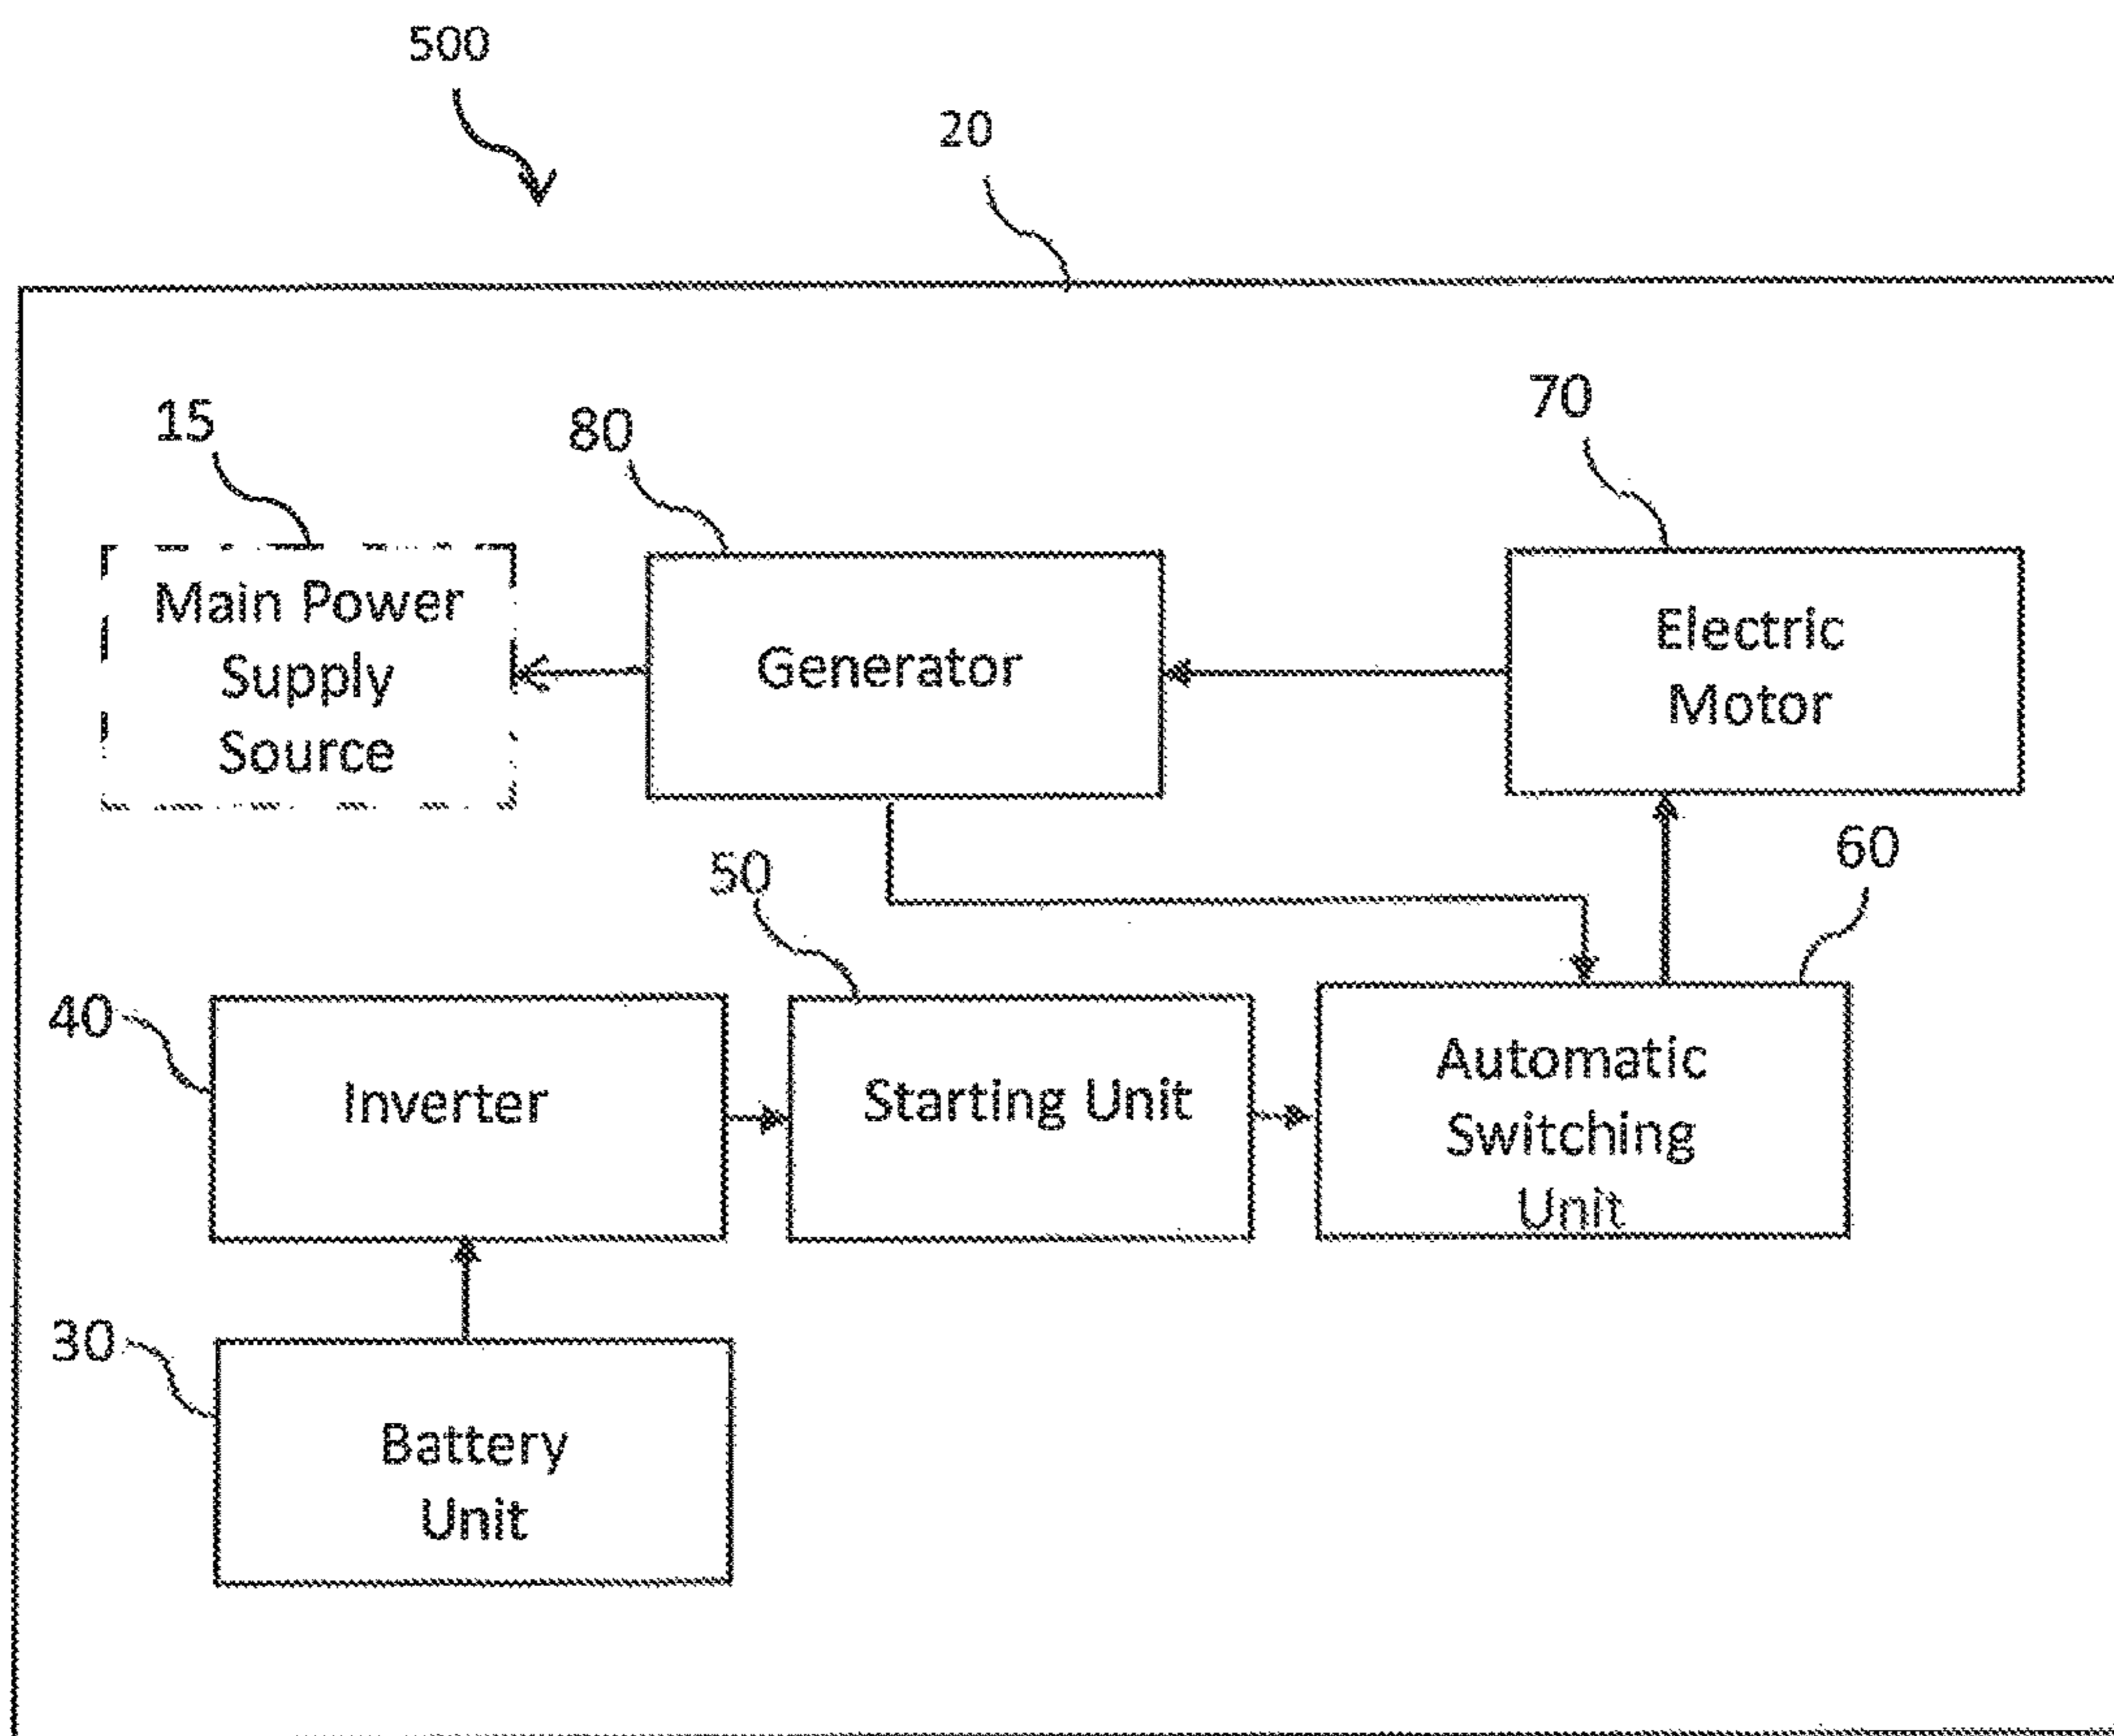 500
20
15
80
70
Main Power
Supply
Source
Generator
Electric
Motor
50
60
40
Inverter
Starting Unit
Automatic
Switching
Unit
30
Battery
Unit